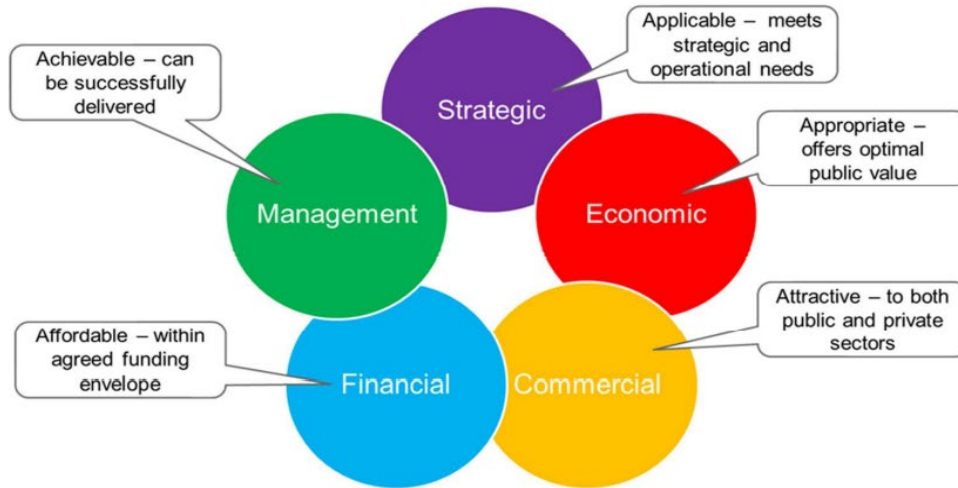 Achievable – can
be successfully
delivered
Strategic
Applicable – meets
strategic and
operational needs
Management
Economic
Appropriate –
offers optimal
public value
Affordable – within
agreed funding
envelope
Financial
Commercial
Attractive – to both
public and private
sectors